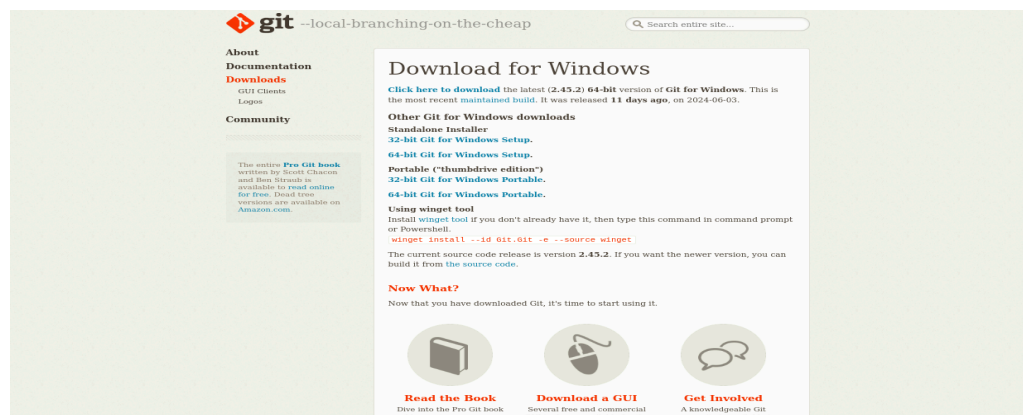 git --local-branching-on-the-cheap
Search entire site...
About
Documentation
Downloads
GUI Clients
Logos
Community
The entire Pro Git book
written by Scott Chacon
and Ben Straub is
available to read online
for free. Dead tree
versions are available on
Amazon.com.
Download for Windows
Click here to download the latest (2.45.2) 64-bit version of Git for Windows. This is
the most recent maintained build. It was released 11 days ago, on 2024-06-03.
Other Git for Windows downloads
Standalone Installer
32-bit Git for Windows Setup.
64-bit Git for Windows Setup.
Portable ("thumbdrive edition")
32-bit Git for Windows Portable.
64-bit Git for Windows Portable.
Using winget tool
Install winget tool if you don't already have it, then type this command in command prompt
or Powershell.
winget install --id Git.Git -e --source winget
The current source code release is version 2.45.2. If you want the newer version, you can
build it from the source code.
Now What?
Now that you have downloaded Git, it's time to start using it.
Read the Book
Dive into the Pro Git book
Download a GUI
Several free and commercial
Get Involved
A knowledgeable Git